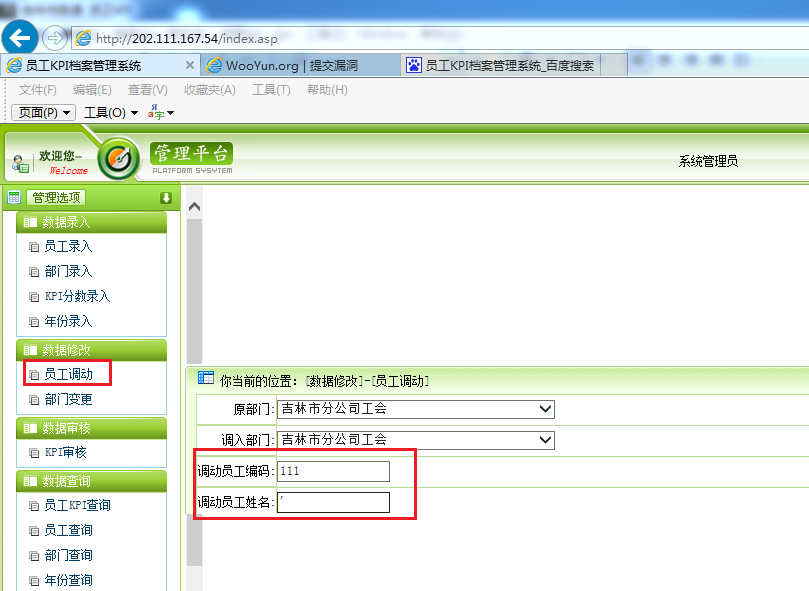 http://202.111.167.54/index.asp
员工KPI档案管理系统 × WooYun.org | 提交漏洞 员工KPI档案管理系统_百度搜索
文件(F) 编辑(E) 查看(V) 收藏夹(A) 工具(T) 帮助(H)
页面(P) 工具(O)
欢迎您-
Welcome
管理平台
PLATFORM SYSYTEM
系统管理员
管理选项
数据录入
员工录入
部门录入
KPI分数录入
年份录入
数据修改
员工调动
部门变更
数据审核
KPI审核
数据查询
员工KPI查询
员工查询
部门查询
年份查询
你当前的位置：[数据修改]-[员工调动]
原部门: 吉林市分公司工会
调入部门: 吉林市分公司工会
调动员工编码: 111
调动员工姓名: '